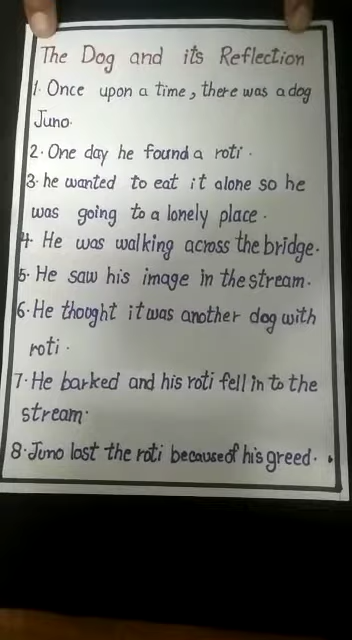 The Dog and its Reflection
1. Once upon a time, there was a dog
Juno.
2. One day he found a roti.
3. he wanted to eat it alone so he
was going to a lonely place.
4. He was walking across the bridge.
5. He saw his image in the stream.
6. He thought it was another dog with
roti.
7. He barked and his roti fell in to the
stream.
8. Juno lost the roti because of his greed.